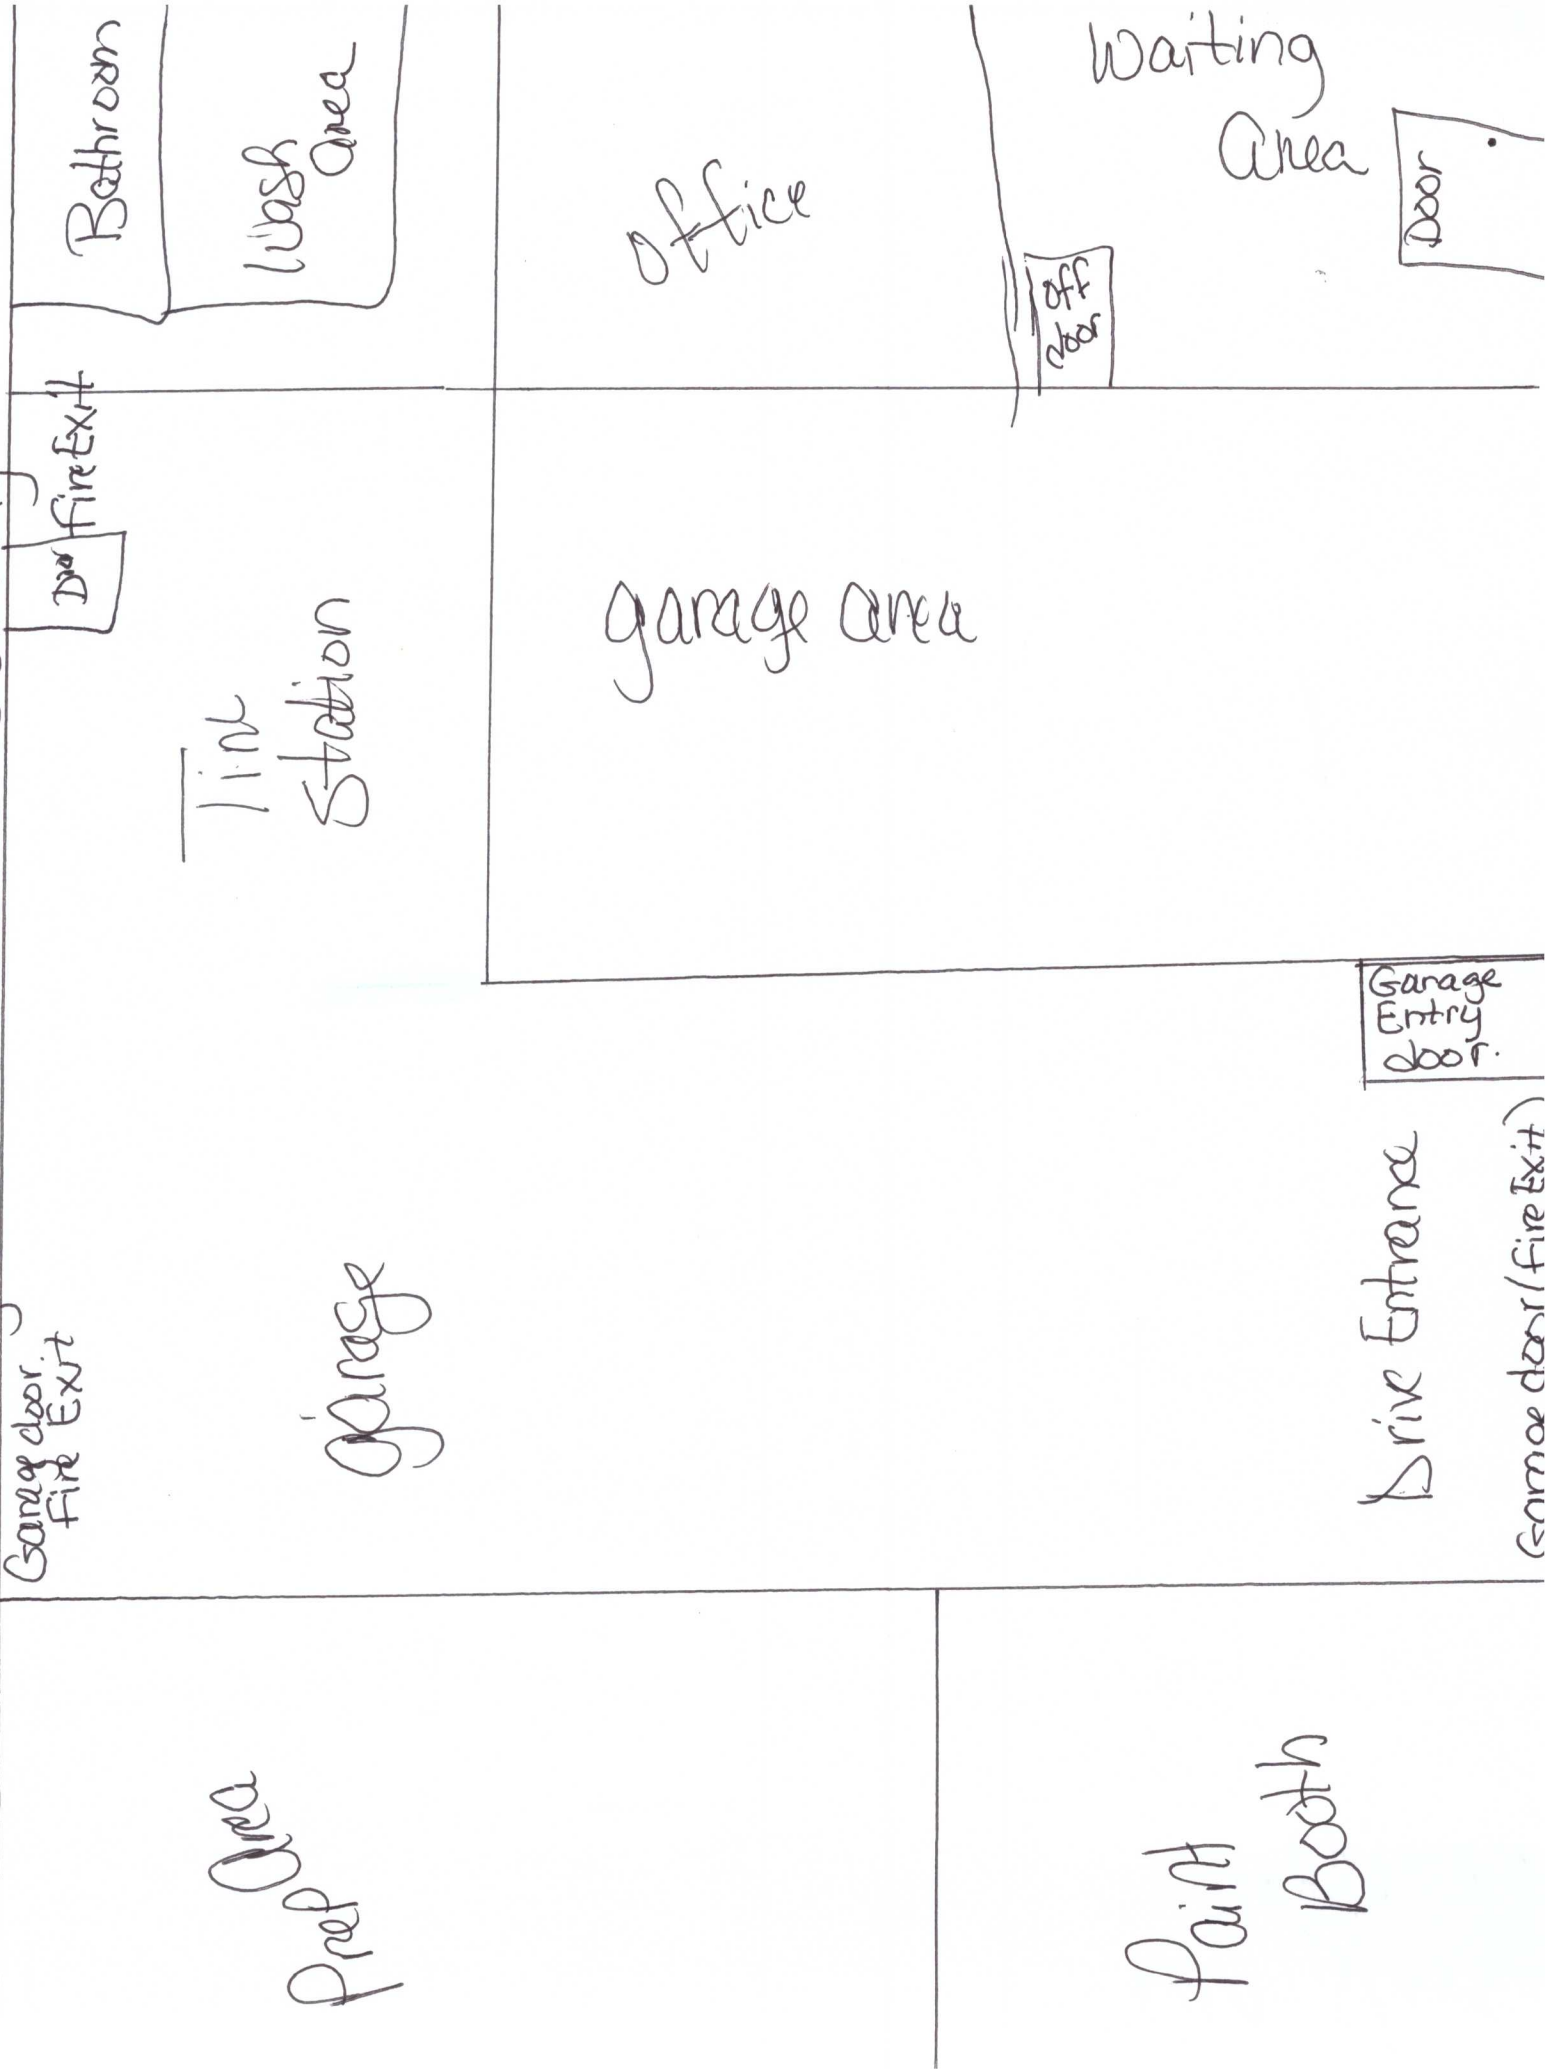 Bathroom
Wash
area
office
Waiting
area
Door
off
door
Fire Exit
garage area
Station
Garage
Entry
door.
Garage door.
Fire Exit
garage
Drive Entrance
Garage door/fire Exit)
Prep area
Paint
Booth